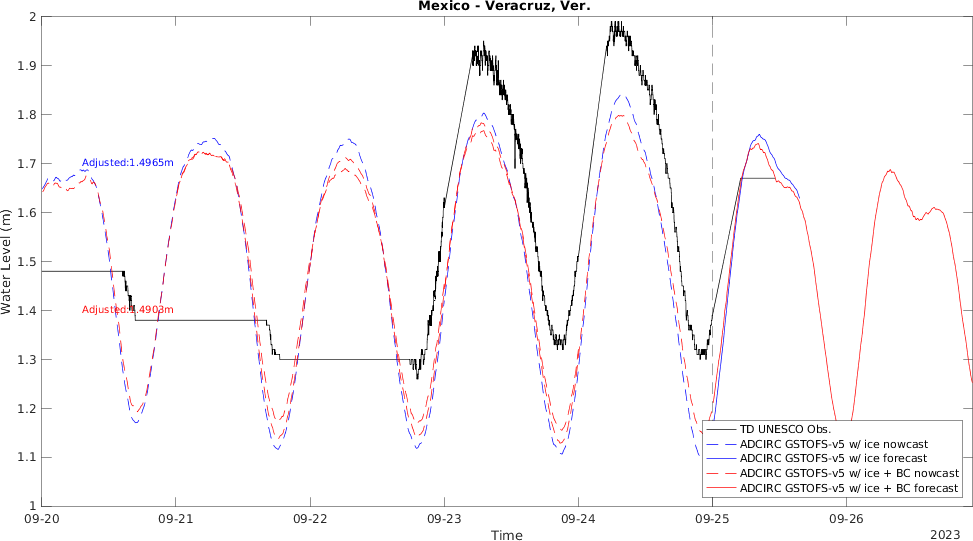 Mexico - Veracruz, Ver.
2
1.9
1.8
1.7
1.6
1.5
1.4
1.3
1.2
1.1
1
Water Level (m)
Adjusted:1.4965m
Adjusted:1.4903m
TD UNESCO Obs.
ADCIRC GSTOFS-v5 w/ ice nowcast
ADCIRC GSTOFS-v5 w/ ice forecast
ADCIRC GSTOFS-v5 w/ ice + BC nowcast
ADCIRC GSTOFS-v5 w/ ice + BC forecast
09-20 09-21 09-22 09-23 09-24 09-25 09-26
Time
2023